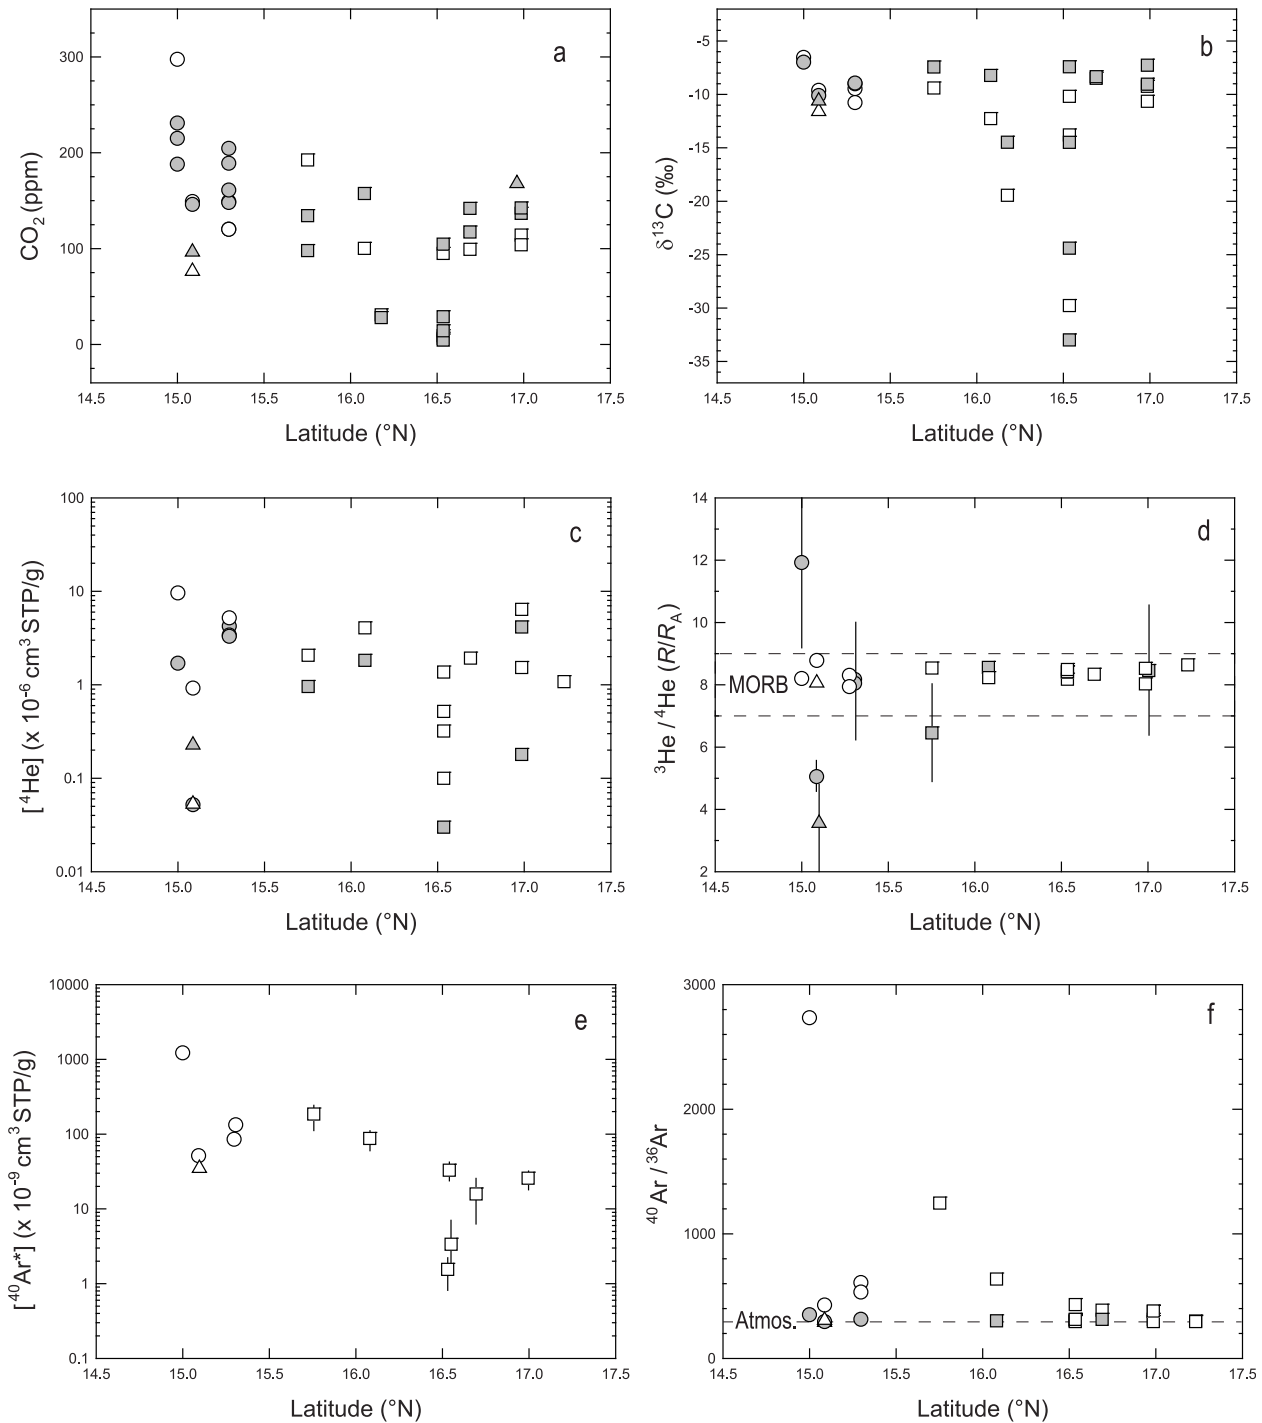 a
300
200
100
0
CO2 (ppm)
14.5 15.0 15.5 16.0 16.5 17.0 17.5
Latitude (°N)
b
-5
-10
-15
-20
-25
-30
-35
δ13C (‰)
14.5 15.0 15.5 16.0 16.5 17.0 17.5
Latitude (°N)
c
100
10
1
0.1
0.01
[4He] (x 10-6 cm3 STP/g)
14.5 15.0 15.5 16.0 16.5 17.0 17.5
Latitude (°N)
d
14
12
10
8
6
4
2
3He / 4He (R/RA)
MORB
14.5 15.0 15.5 16.0 16.5 17.0 17.5
Latitude (°N)
e
10000
1000
100
10
1
0.1
[40Ar*] (x 10-9 cm3 STP/g)
14.5 15.0 15.5 16.0 16.5 17.0 17.5
Latitude (°N)
f
3000
2000
1000
0
40Ar / 36Ar
Atmos.
14.5 15.0 15.5 16.0 16.5 17.0 17.5
Latitude (°N)